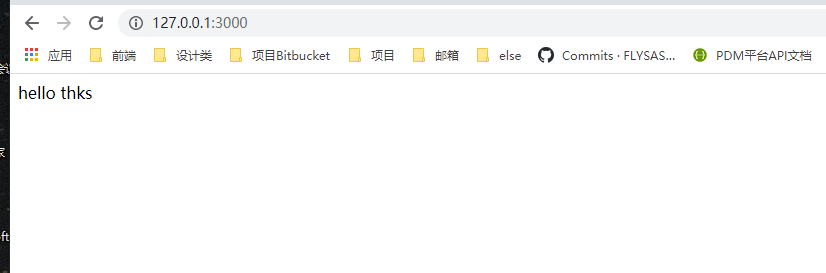 127.0.0.1:3000
应用 前端 设计类 项目Bitbucket 项目 邮箱 else Commits · FLYSAS... PDM平台API文档
hello thks
家
oft